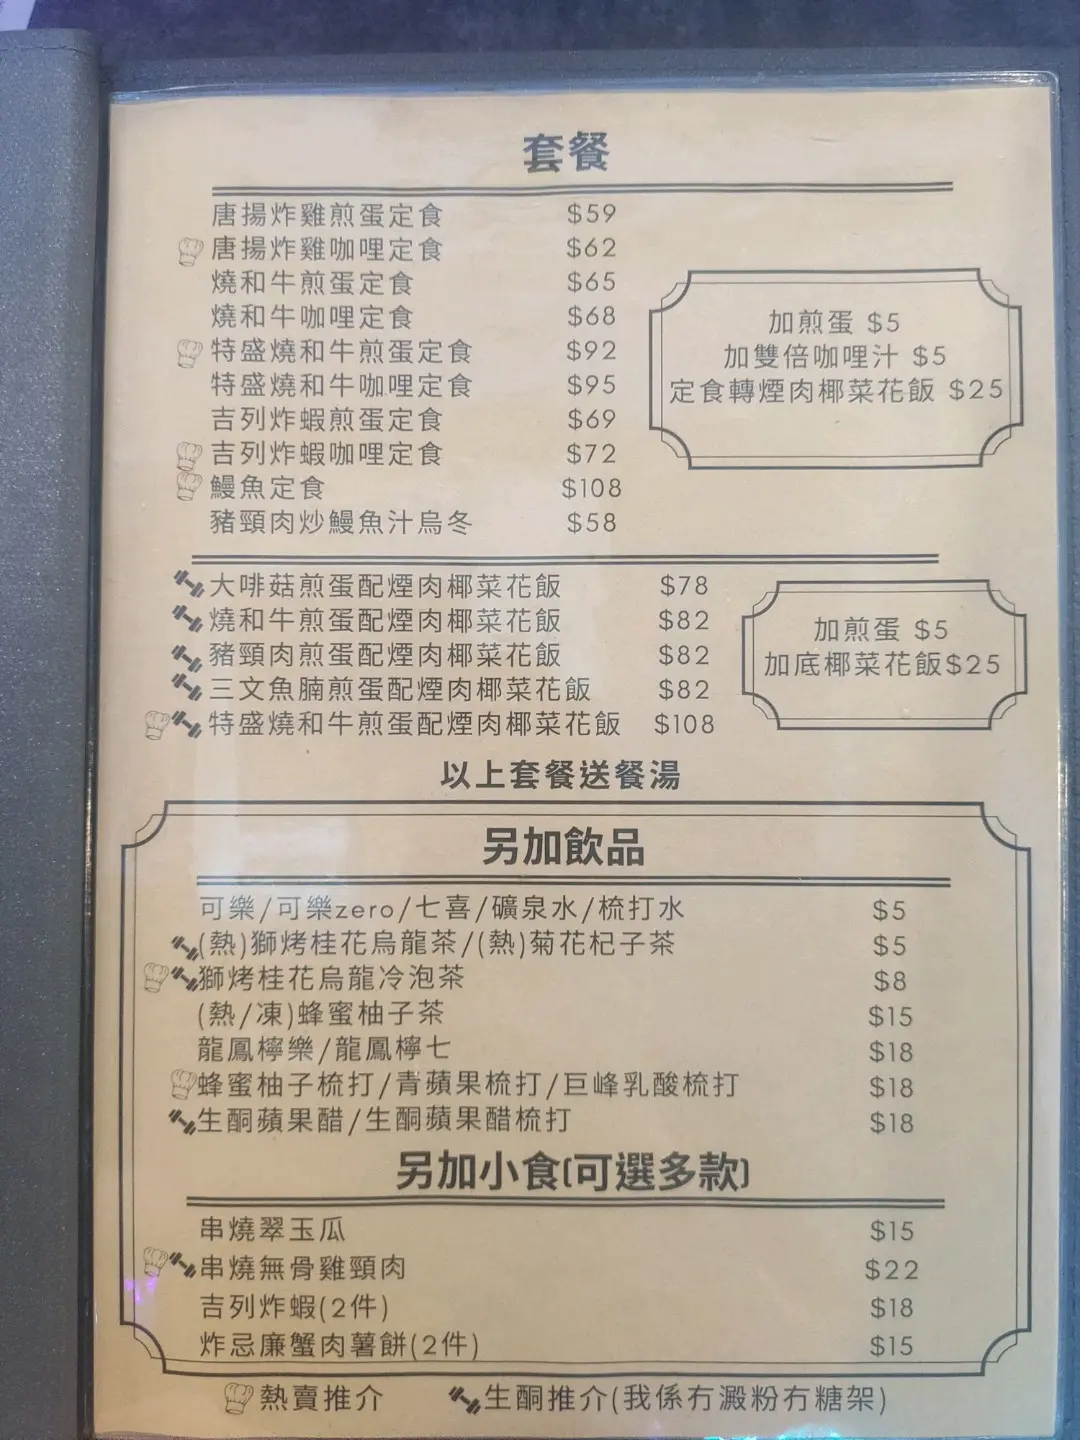 套餐
唐揚炸雞煎蛋定食 $59
唐揚炸雞咖哩定食 $62
燒和牛煎蛋定食 $65
燒和牛咖哩定食 $68
特盛燒和牛煎蛋定食 $92
特盛燒和牛咖哩定食 $95
吉列炸蝦煎蛋定食 $69
吉列炸蝦咖哩定食 $72
鰻魚定食 $108
豬頸肉炒鰻魚汁烏冬 $58
加煎蛋 $5
加雙倍咖哩汁 $5
定食轉煙肉椰菜花飯 $25
大啡菇煎蛋配煙肉椰菜花飯 $78
燒和牛煎蛋配煙肉椰菜花飯 $82
豬頸肉煎蛋配煙肉椰菜花飯 $82
三文魚腩煎蛋配煙肉椰菜花飯 $82
特盛燒和牛煎蛋配煙肉椰菜花飯 $108
加煎蛋 $5
加底椰菜花飯$25
以上套餐送餐湯
另加飲品
可樂/可樂zero/七喜/礦泉水/梳打水 $5
(熱)獅烤桂花烏龍茶/(熱)菊花杞子茶 $5
獅烤桂花烏龍冷泡茶 $8
(熱/凍)蜂蜜柚子茶 $15
龍鳳檸樂/龍鳳檸七 $18
蜂蜜柚子梳打/青蘋果梳打/巨峰乳酸梳打 $18
生酮蘋果醋/生酮蘋果醋梳打 $18
另加小食(可選多款)
串燒翠玉瓜 $15
串燒無骨雞頸肉 $22
吉列炸蝦(2件) $18
炸忌廉蟹肉薯餅(2件) $15
熱賣推介 生酮推介(我係冇澱粉冇糖架)